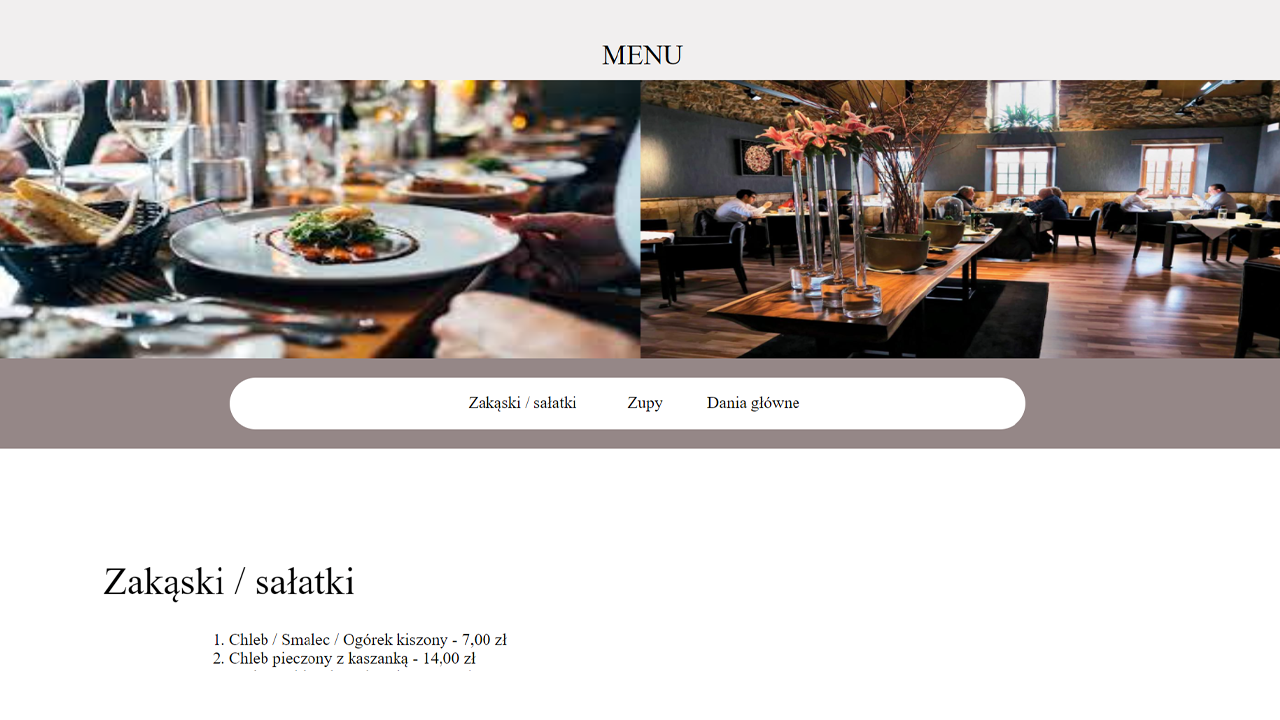 MENU
Zakąski / sałatki Zupy Dania główne
Zakąski / sałatki
1. Chleb / Smalec / Ogórek kiszony - 7,00 zł
2. Chleb pieczony z kaszanką - 14,00 zł